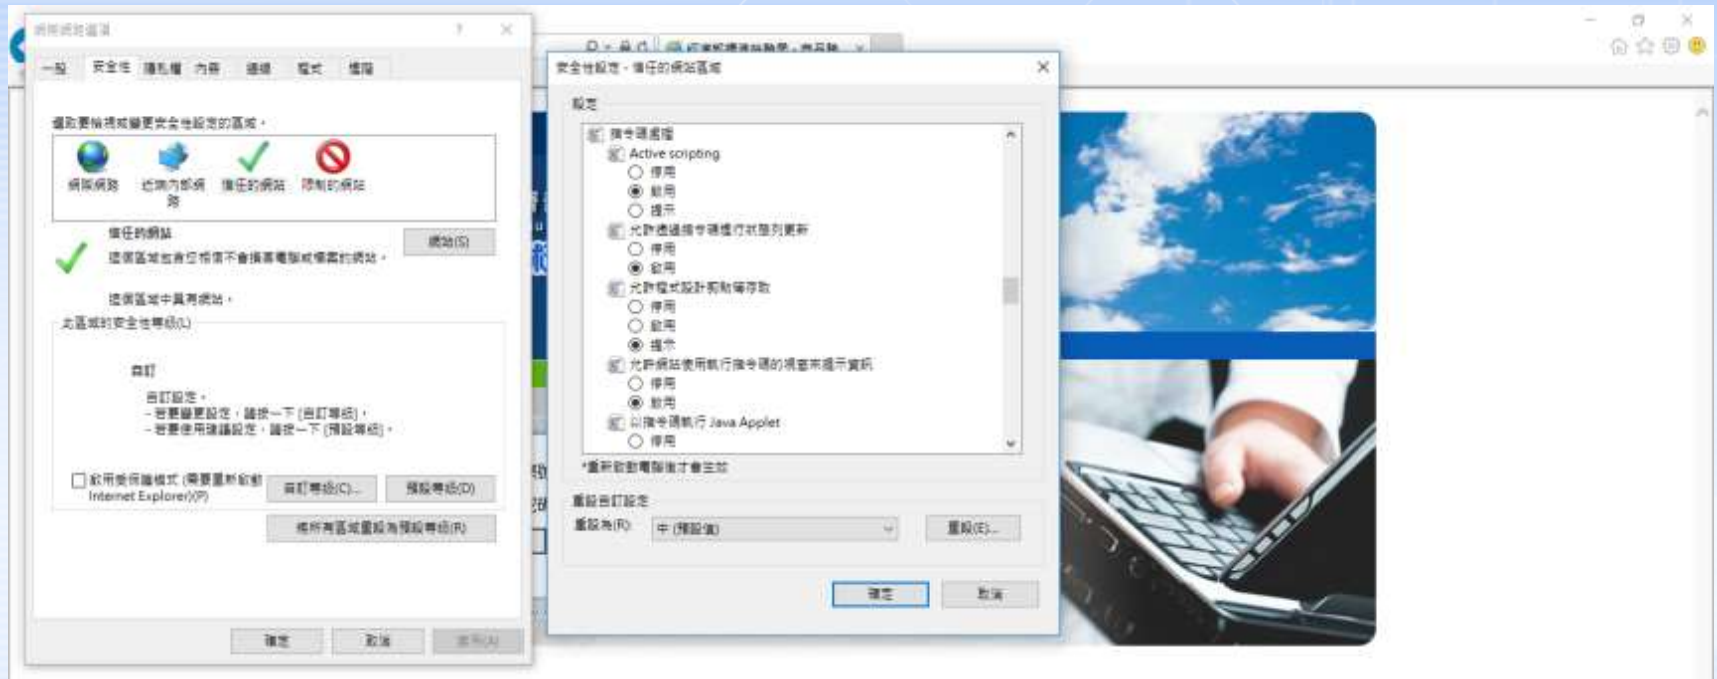 網際網路選項
一般 安全性 隱私權 內容 連線 程式 進階
選取要檢視或變更安全性設定的區域。
網際網路 近端內部網路 信任的網站 限制的網站
信任的網站
網站(S)
這個區域包含您相信不會損害電腦或檔案的網站。
這個區域中具有網站。
此區域的安全性等級(L)
自訂
自訂設定。
- 若要變更設定，請按一下 [自訂等級]。
- 若要使用建議設定，請按一下 [預設等級]。
啟用受保護模式 (需要重新啟動
Internet Explorer)(P)
自訂等級(C)... 預設等級(D)
將所有區域重設為預設等級(R)
確定 取消 套用(A)
安全性設定 - 信任的網站區域
設定
指令碼處理
Active scripting
停用
啟用
提示
允許透過指令碼進行狀態列更新
停用
啟用
允許程式設計剪貼簿存取
停用
啟用
提示
允許網站使用執行指令碼的視窗來提示資訊
停用
啟用
以指令碼執行 Java Applet
停用
*重新啟動電腦後才會生效
重設自訂設定
重設為(R): 中 (預設值) 重設(E)...
確定 取消